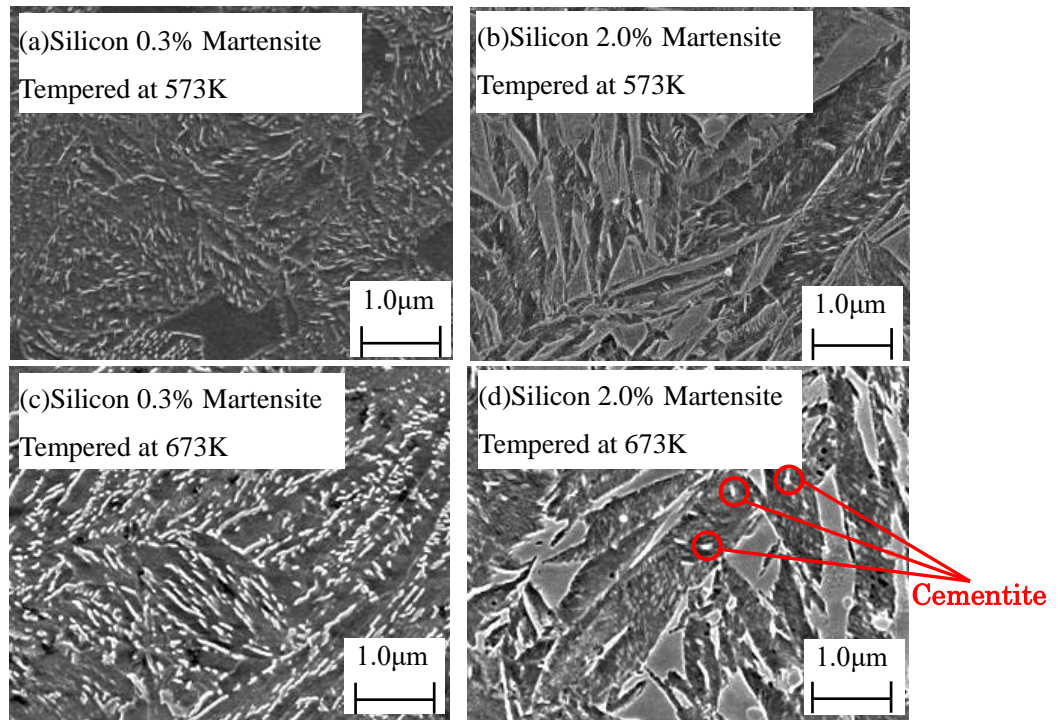 (a)Silicon 0.3% Martensite
Tempered at 573K
1.0μm
(b)Silicon 2.0% Martensite
Tempered at 573K
1.0μm
(c)Silicon 0.3% Martensite
Tempered at 673K
1.0μm
(d)Silicon 2.0% Martensite
Tempered at 673K
Cementite
1.0μm